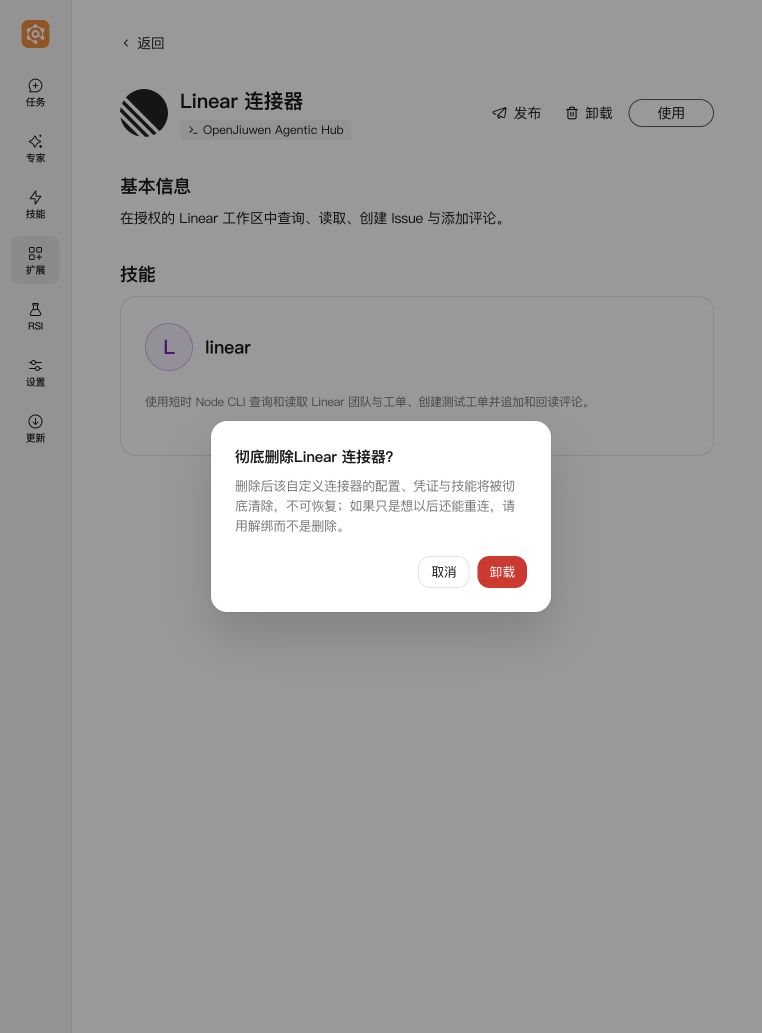 返回
任务
专家
技能
扩展
RSI
设置
更新
Linear 连接器
OpenJiuwen Agentic Hub
发布
卸载
使用
基本信息
在授权的 Linear 工作区中查询、读取、创建 Issue 与添加评论。
技能
L
linear
使用短时 Node CLI 查询和读取 Linear 团队与工单、创建测试工单并追加和回读评论。
彻底删除Linear 连接器?
删除后该自定义连接器的配置、凭证与技能将被彻
底清除，不可恢复；如果只是想以后还能重连，请
用解绑而不是删除。
取消
卸载